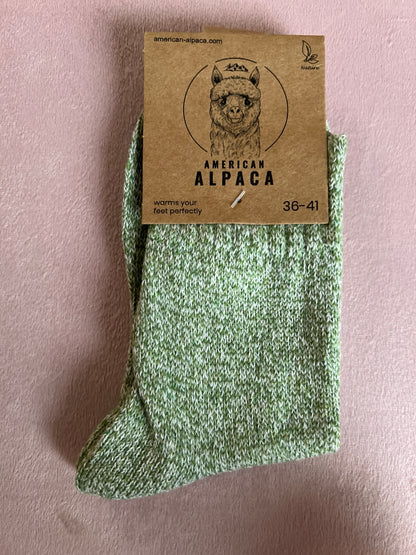 american-alpaca.com
AMERICAN
ALPACA
warms your
feet perfectly
36-41